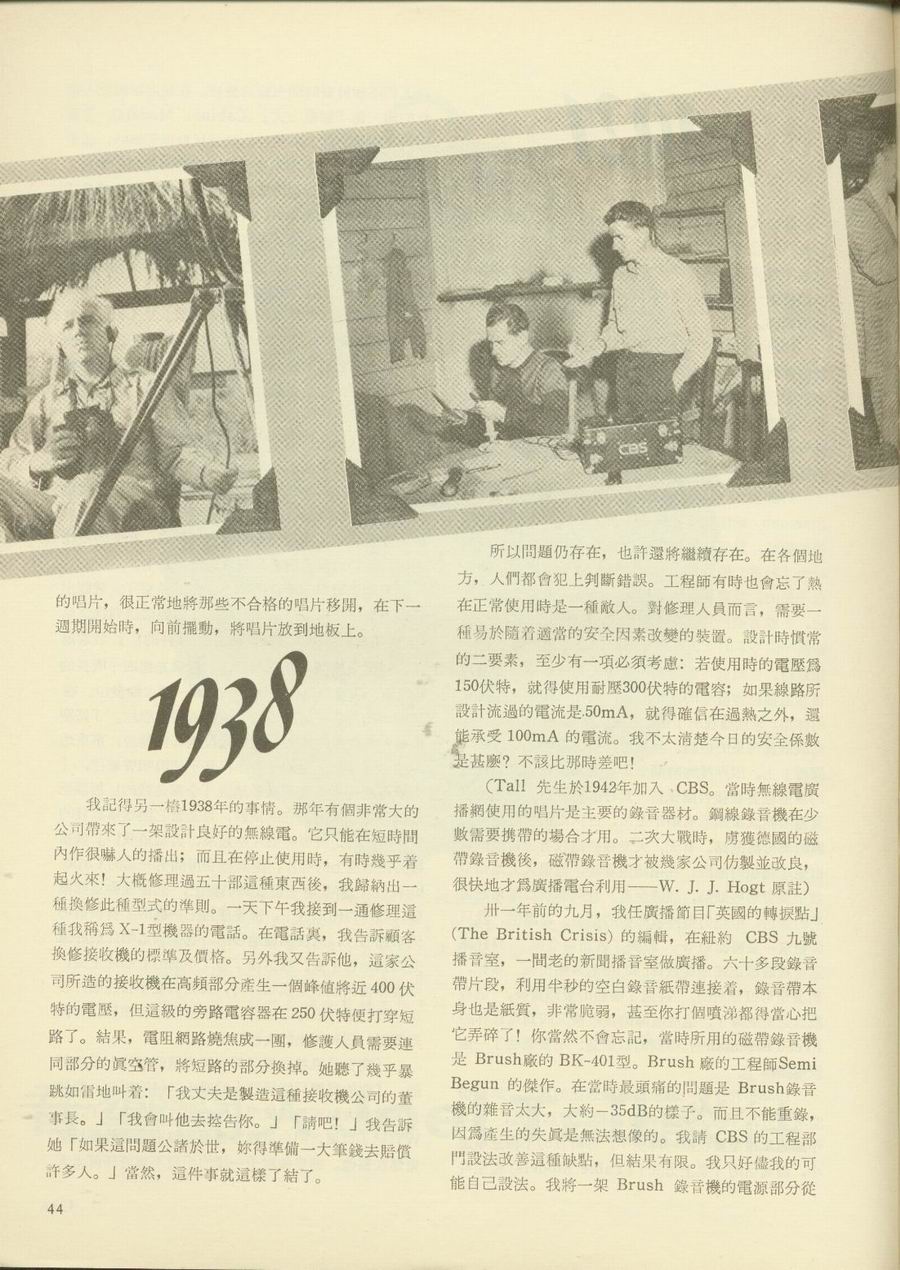 CBS
的唱片，很正常地將那些不合格的唱片移開，在下一
週期開始時，向前擺動，將唱片放到地板上。
1938
我記得另一樁1938年的事情。那年有個非常大的
公司帶來了一架設計良好的無線電。它只能在短時間
內作很嚇人的播出；而且在停止使用時，有時幾乎着
起火來！大概修理過五十部這種東西後，我歸納出一
種換修此種型式的準則。一天下午我接到一通修理這
種我稱爲 X-1型機器的電話。在電話裏，我告訴顧客
換修接收機的標準及價格。另外我又告訴他，這家公
司所造的接收機在高頻部分產生一個峰値將近 400 伏
特的電壓，但這級的旁路電容器在 250 伏特便打穿短
路了。結果，電阻網路燒焦成一團，修護人員需要連
同部分的眞空管，將短路的部分換掉。她聽了幾乎暴
跳如雷地叫着：「我丈夫是製造這種接收機公司的董
事長。」「我會叫他去控告你。」「請吧！」我告訴
她「如果這問題公諸於世，妳得準備一大筆錢去賠償
許多人。」當然，這件事就這樣了結了。
44
所以問題仍存在，也許還將繼續存在。在各個地
方，人們都會犯上判斷錯誤。工程師有時也會忘了熱
在正常使用時是一種敵人。對修理人員而言，需要一
種易於隨着適當的安全因素改變的裝置。設計時慣常
的二要素，至少有一項必須考慮：若使用時的電壓爲
150伏特，就得使用耐壓300伏特的電容；如果線路所
設計流過的電流是50mA，就得確信在過熱之外，還
能承受 100mA 的電流。我不太淸楚今日的安全係數
是甚麼？不該比那時差吧！
（Tall 先生於1942年加入 CBS。當時無線電廣
播網使用的唱片是主要的錄音器材。鋼線錄音機在少
數需要携帶的場合才用。二次大戰時，虜獲德國的磁
帶錄音機後，磁帶錄音機才被幾家公司仿製並改良，
很快地才爲廣播電台利用——W. J. J. Hogt 原註）
卅一年前的九月，我任廣播節目「英國的轉捩點」
(The British Crisis) 的編輯，在紐約 CBS 九號
播音室，一間老的新聞播音室做廣播。六十多段錄音
帶片段，利用半秒的空白錄音紙帶連接着，錄音帶本
身也是紙質，非常脆弱，甚至你打個噴涕都得當心把
它弄碎了！你當然不會忘記，當時所用的磁帶錄音機
是 Brush廠的 BK-401型。Brush 廠的工程師Semi
Begun 的傑作。在當時最頭痛的問題是 Brush錄音
機的雜音太大，大約－35dB的樣子。而且不能重錄，
因爲產生的失眞是無法想像的。我請 CBS 的工程部
門設法改善這種缺點，但結果有限。我只好儘我的可
能自己設法。我將一架 Brush 錄音機的電源部分從